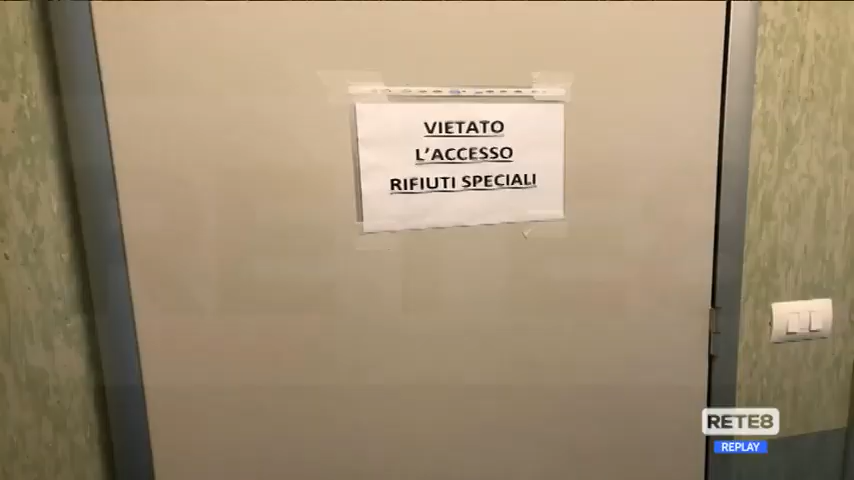 VIETATO
L'ACCESSO
RIFIUTI SPECIALI
RETE8
REPLAY